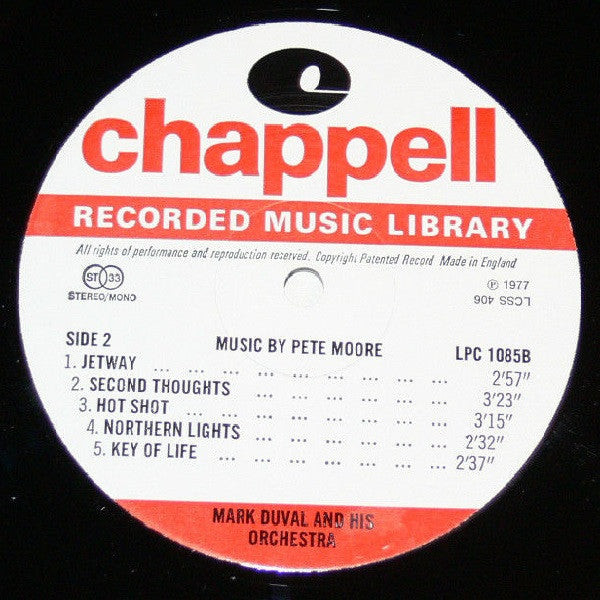 chappell
RECORDED MUSIC LIBRARY
All rights of performance and reproduction reserved. Copyright Patented Record Made in England
ST 33
STEREO/MONO
℗ 1977
LCSS 406
SIDE 2 MUSIC BY PETE MOORE LPC 1085B
1. JETWAY ... ... ... ... ... ... ... ... ... 2'57"
2. SECOND THOUGHTS ... ... ... ... ... ... 3'23"
3. HOT SHOT ... ... ... ... ... ... ... ... 3'15"
4. NORTHERN LIGHTS ... ... ... ... ... ... 2'32"
5. KEY OF LIFE ... ... ... ... ... ... ... 2'37"
MARK DUVAL AND HIS
ORCHESTRA